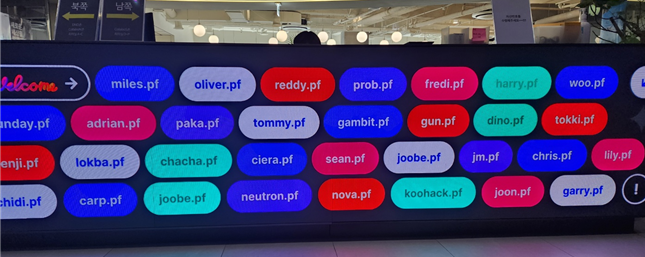 북쪽 남쪽
Welcome → miles.pf oliver.pf reddy.pf prob.pf fredi.pf harry.pf woo.pf
unday.pf adrian.pf paka.pf tommy.pf gambit.pf gun.pf dino.pf tokki.pf
enji.pf lokba.pf chacha.pf ciera.pf sean.pf joobe.pf jm.pf chris.pf lily.pf
chidi.pf carp.pf joobe.pf neutron.pf nova.pf koohack.pf joon.pf garry.pf !